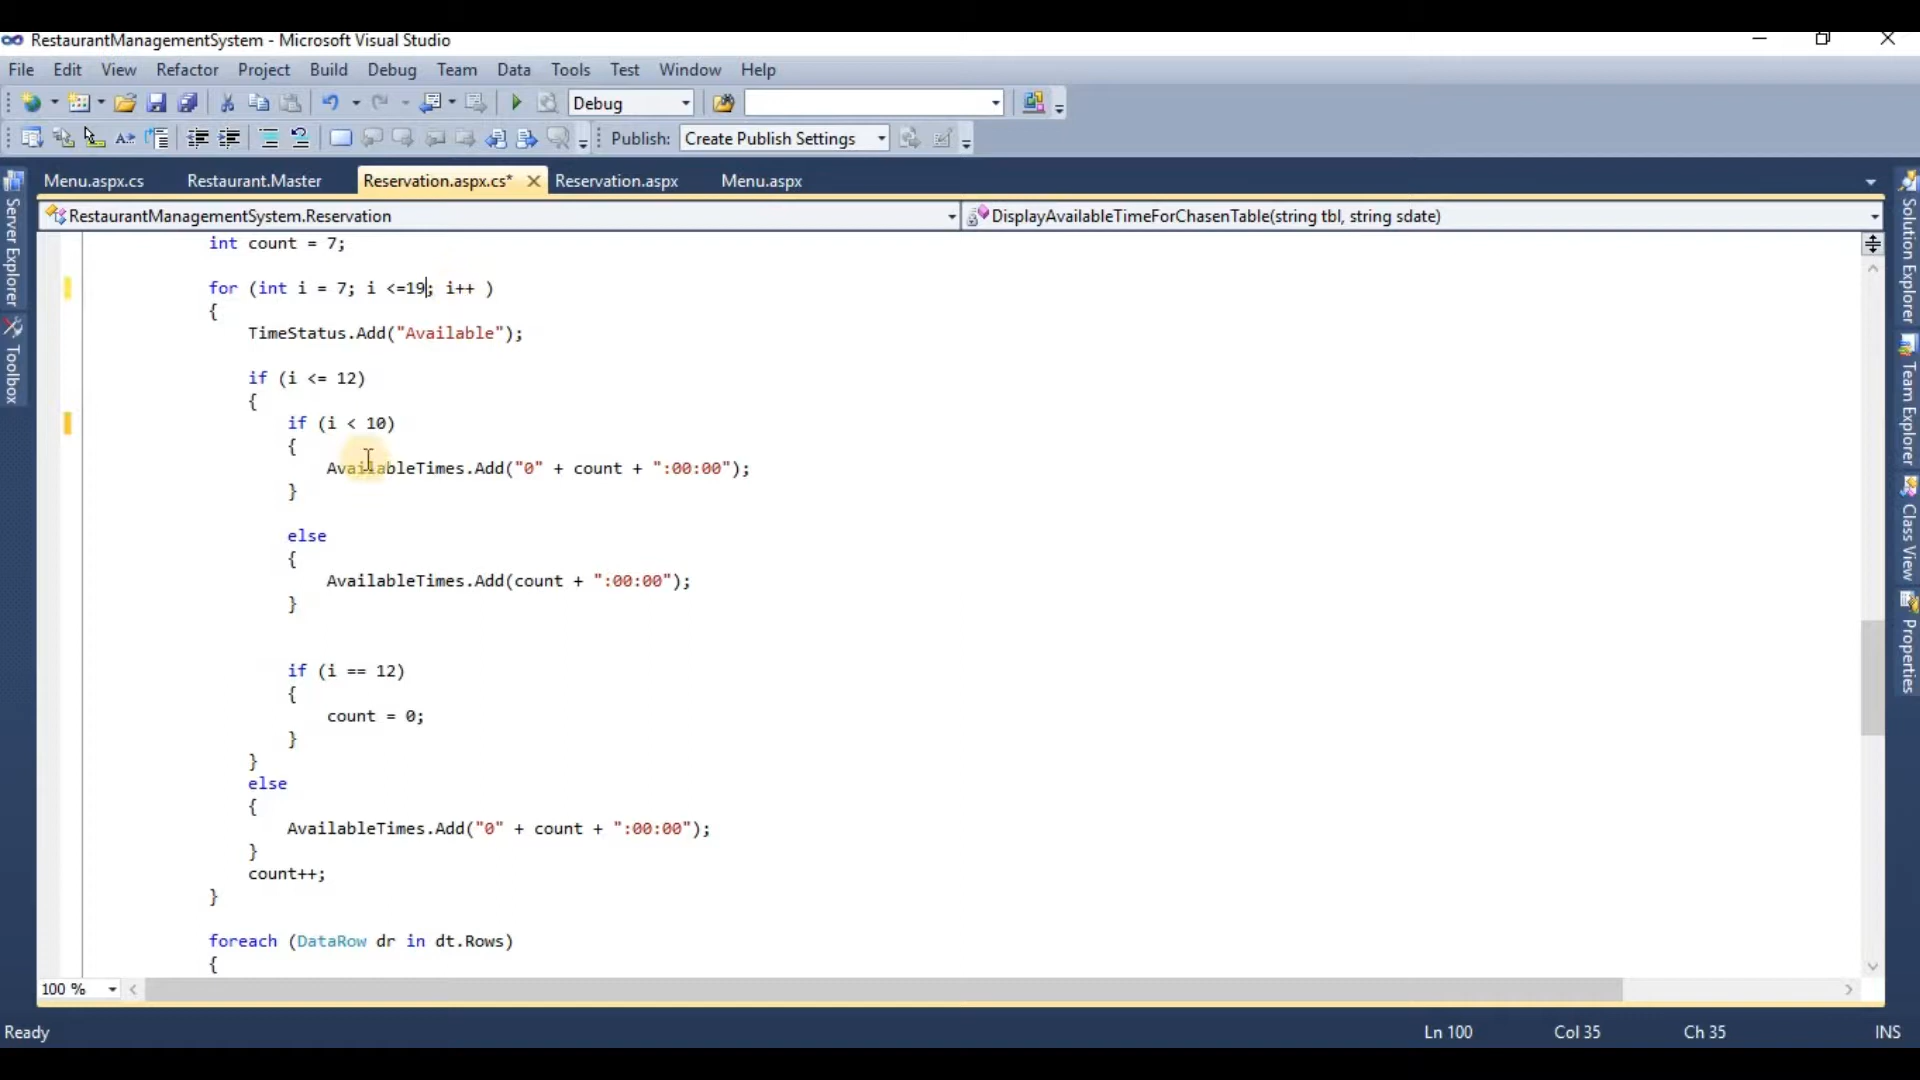 RestaurantManagementSystem - Microsoft Visual Studio
File Edit View Refactor Project Build Debug Team Data Tools Test Window Help
Debug
Publish: Create Publish Settings
Menu.aspx.cs Restaurant.Master Reservation.aspx.cs* Reservation.aspx Menu.aspx
RestaurantManagementSystem.Reservation DisplayAvailableTimeForChasenTable(string tbl, string sdate)
Server Explorer
Toolbox
int count = 7;
for (int i = 7; i <=19; i++ )
{
TimeStatus.Add("Available");
if (i <= 12)
{
if (i < 10)
{
AvailableTimes.Add("0" + count + ":00:00");
}
else
{
AvailableTimes.Add(count + ":00:00");
}
if (i == 12)
{
count = 0;
}
}
else
{
AvailableTimes.Add("0" + count + ":00:00");
}
count++;
}
foreach (DataRow dr in dt.Rows)
{
Solution Explorer
Team Explorer
Class View
Properties
100 %
Ready Ln 100 Col 35 Ch 35 INS